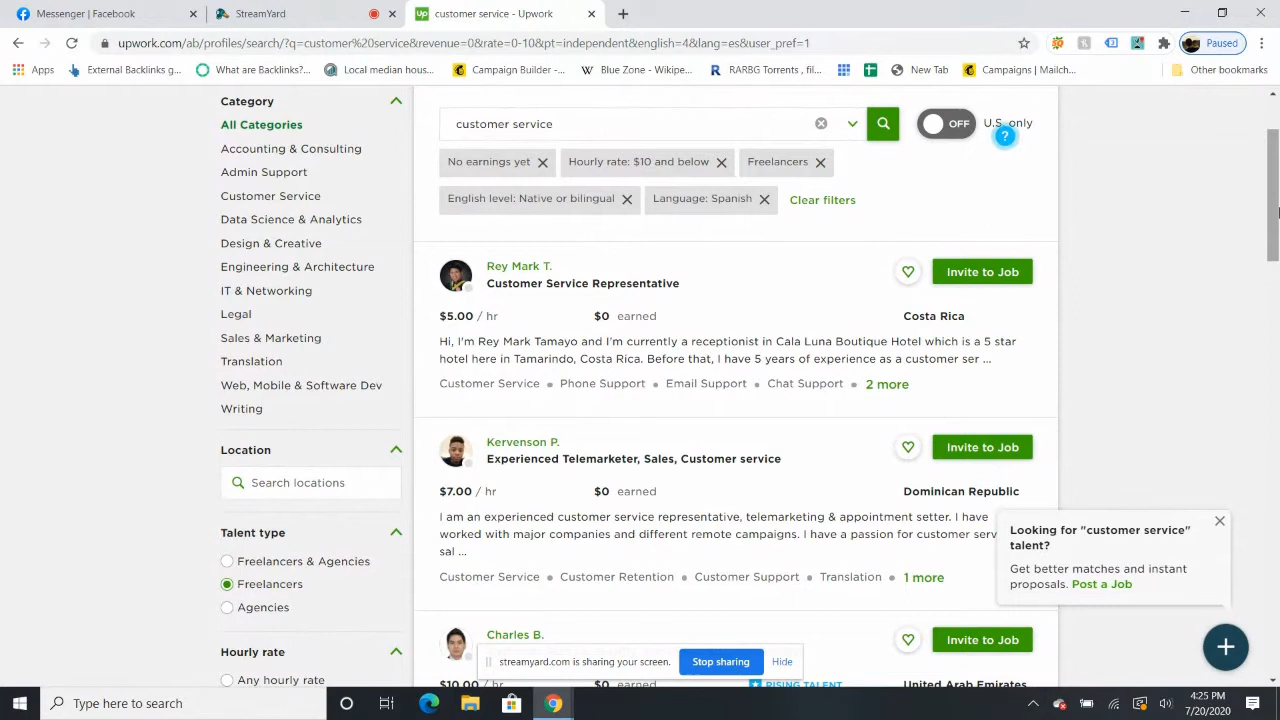 Messenger | Facebook
StreamYard
Up customer service - Upwork
upwork.com/ab/profiles/search/?q=customer%20service&revenue=0&rate=0-10&pt=independent&english=4&lang=es&user_pref=1
Paused
Apps
External Backlinks g...
What are Backlinks?...
Local median hous...
Campaign Builder -...
Blue Zone - Wikipe...
RARBG Torrents , fil...
New Tab
Campaigns | Mailch...
Other bookmarks
Category
All Categories
Accounting & Consulting
Admin Support
Customer Service
Data Science & Analytics
Design & Creative
Engineering & Architecture
IT & Networking
Legal
Sales & Marketing
Translation
Web, Mobile & Software Dev
Writing
Location
Search locations
Talent type
Freelancers & Agencies
Freelancers
Agencies
Hourly rate
Any hourly rate
customer service
OFF
U.S. only
?
No earnings yet
Hourly rate: $10 and below
Freelancers
English level: Native or bilingual
Language: Spanish
Clear filters
Rey Mark T.
Customer Service Representative
Invite to Job
$5.00 / hr
$0 earned
Costa Rica
Hi, I'm Rey Mark Tamayo and I'm currently a receptionist in Cala Luna Boutique Hotel which is a 5 star
hotel here in Tamarindo, Costa Rica. Before that, I have 5 years of experience as a customer ser ...
Customer Service • Phone Support • Email Support • Chat Support • 2 more
Kervenson P.
Experienced Telemarketer, Sales, Customer service
Invite to Job
$7.00 / hr
$0 earned
Dominican Republic
I am an experienced customer service representative, telemarketing & appointment setter. I have
worked with major companies and different remote campaigns. I have a passion for customer serv
sal ...
Customer Service • Customer Retention • Customer Support • Translation • 1 more
Charles B.
Invite to Job
$10.00 / hr
$0 earned
RISING TALENT
United Arab Emirates
Looking for "customer service"
talent?
Get better matches and instant
proposals. Post a Job
streamyard.com is sharing your screen.
Stop sharing
Hide
Type here to search
4:25 PM
7/20/2020